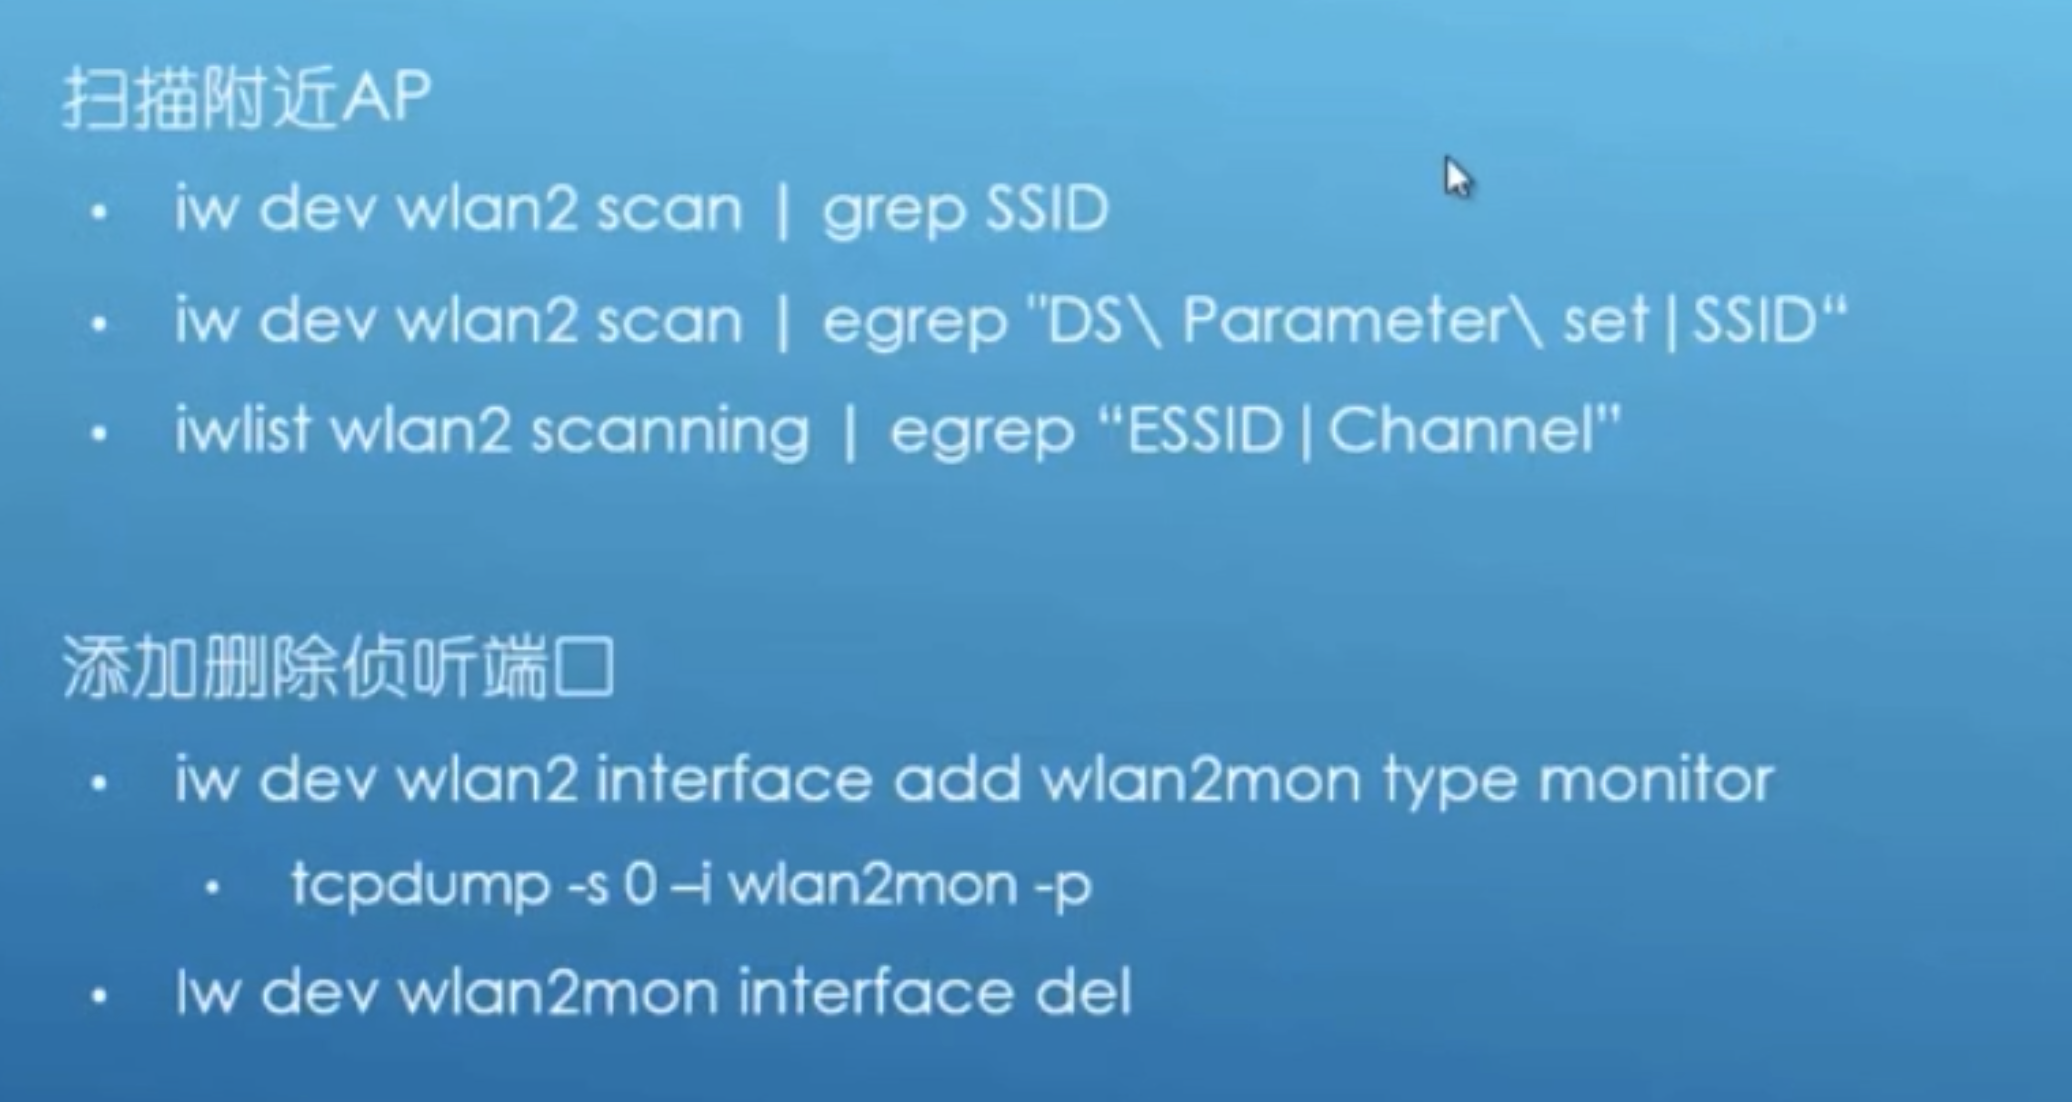 扫描附近AP
• iw dev wlan2 scan | grep SSID
• iw dev wlan2 scan | egrep "DS\ Parameter\ set|SSID“
• iwlist wlan2 scanning | egrep “ESSID|Channel”
添加删除侦听端口
• iw dev wlan2 interface add wlan2mon type monitor
• tcpdump -s 0 –i wlan2mon -p
• Iw dev wlan2mon interface del